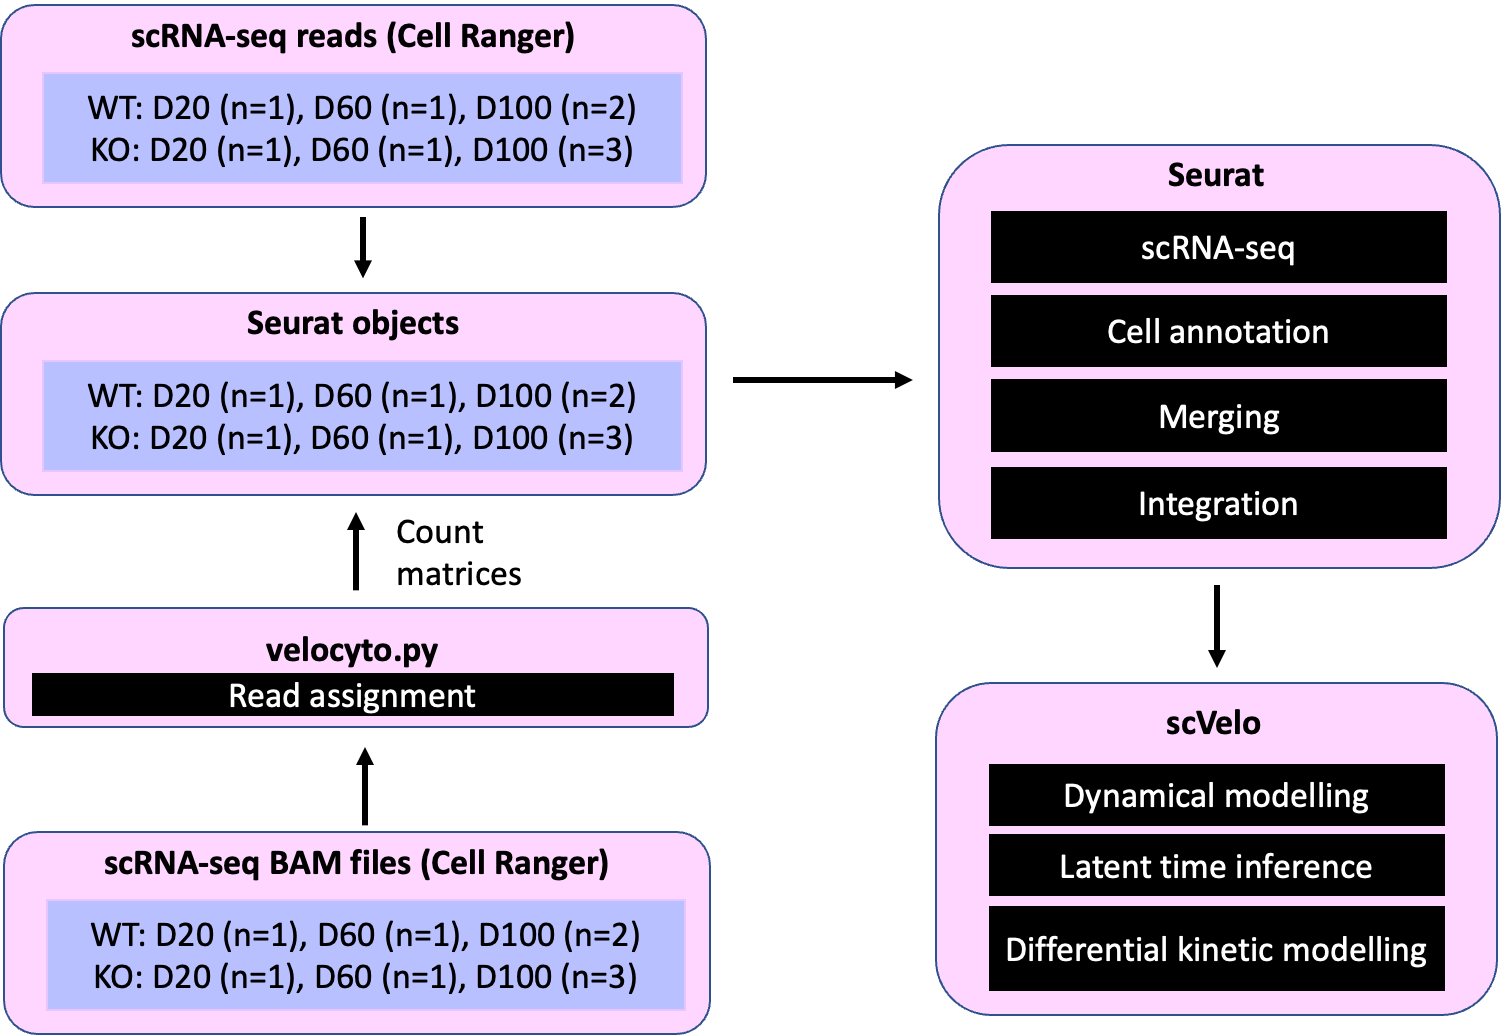 scRNA-seq reads (Cell Ranger)
WT: D20 (n=1), D60 (n=1), D100 (n=2)
KO: D20 (n=1), D60 (n=1), D100 (n=3)
Seurat objects
WT: D20 (n=1), D60 (n=1), D100 (n=2)
KO: D20 (n=1), D60 (n=1), D100 (n=3)
Count
matrices
velocyto.py
Read assignment
scRNA-seq BAM files (Cell Ranger)
WT: D20 (n=1), D60 (n=1), D100 (n=2)
KO: D20 (n=1), D60 (n=1), D100 (n=3)
Seurat
scRNA-seq
Cell annotation
Merging
Integration
scVelo
Dynamical modelling
Latent time inference
Differential kinetic modelling